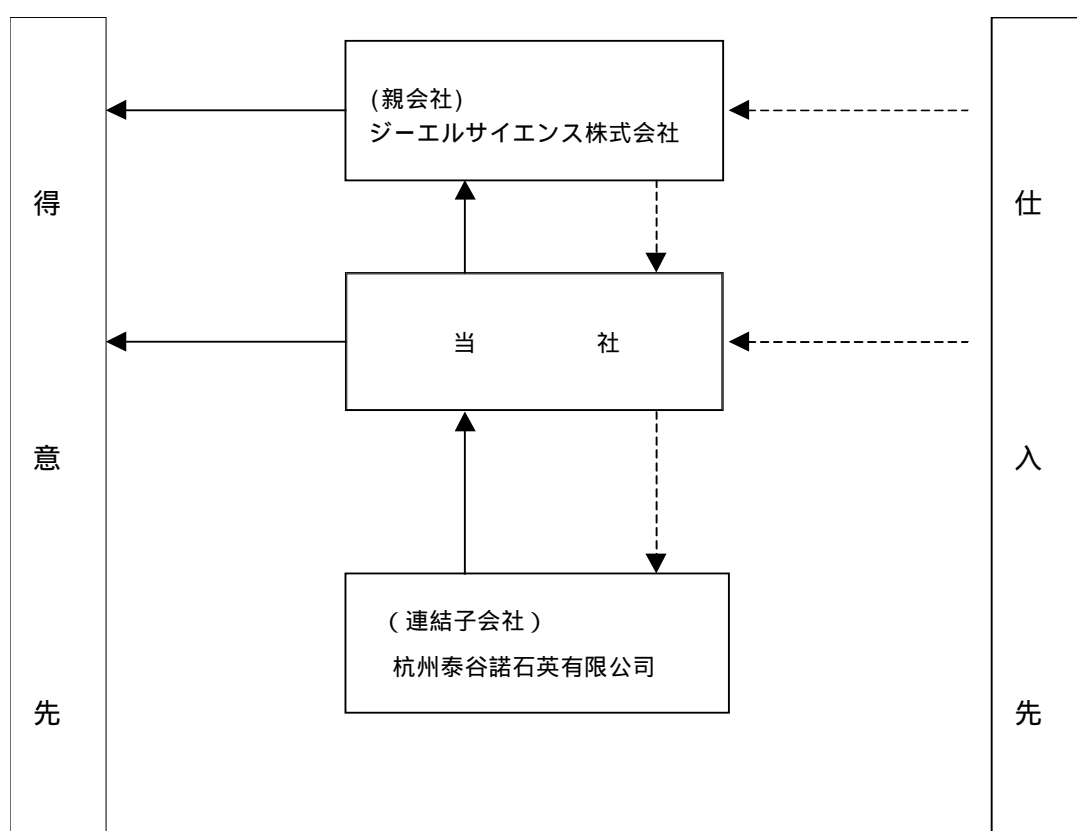 得意先
(親会社)
ジーエルサイエンス株式会社
当　　　社
（連結子会社）
杭州泰谷諾石英有限公司
仕入先